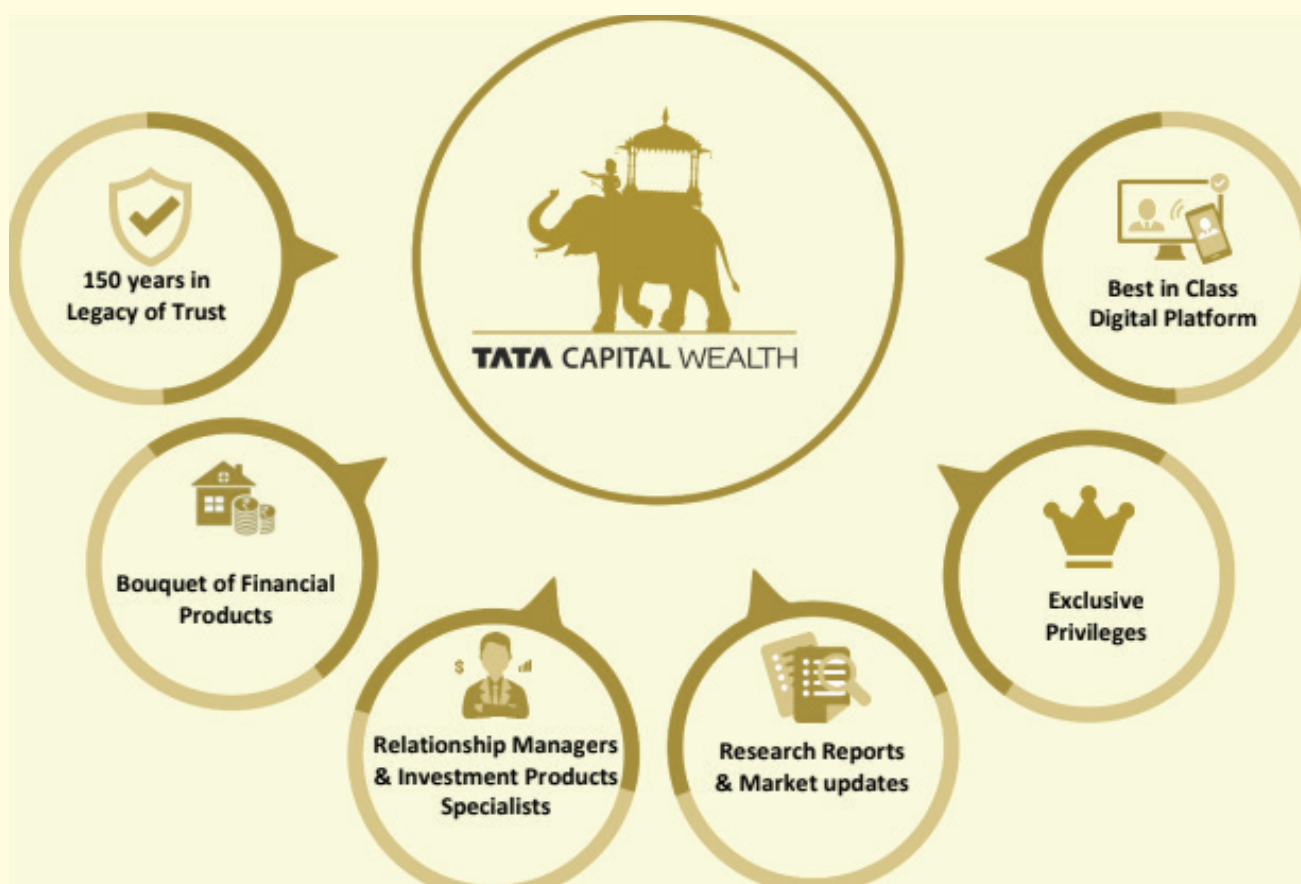 TATA CAPITAL WEALTH
150 years in
Legacy of Trust
Bouquet of Financial
Products
Relationship Managers
& Investment Products
Specialists
Research Reports
& Market updates
Exclusive
Privileges
Best in Class
Digital Platform